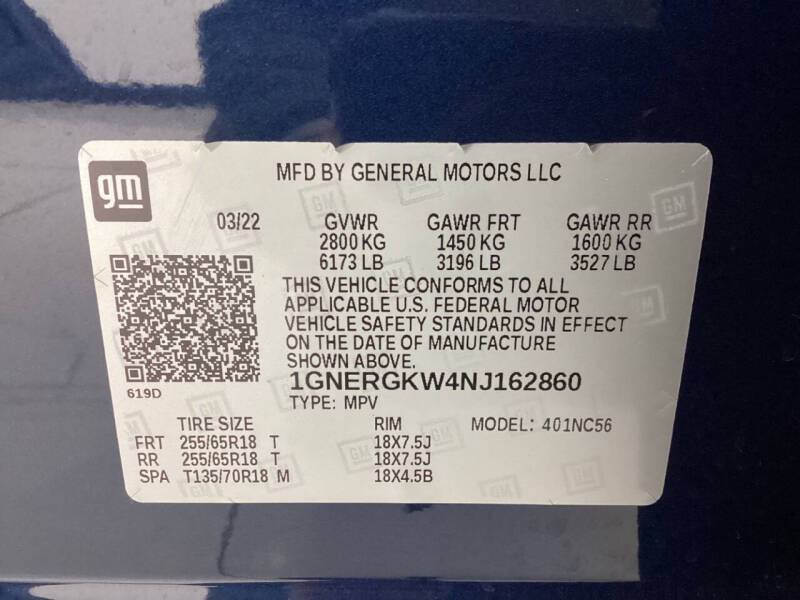 gm
MFD BY GENERAL MOTORS LLC
03/22 GVWR GAWR FRT GAWR RR
2800 KG 1450 KG 1600 KG
6173 LB 3196 LB 3527 LB
THIS VEHICLE CONFORMS TO ALL
APPLICABLE U.S. FEDERAL MOTOR
VEHICLE SAFETY STANDARDS IN EFFECT
ON THE DATE OF MANUFACTURE
SHOWN ABOVE.
619D
1GNERGKW4NJ162860
TYPE: MPV
TIRE SIZE RIM MODEL: 401NC56
FRT 255/65R18 T 18X7.5J
RR 255/65R18 T 18X7.5J
SPA T135/70R18 M 18X4.5B